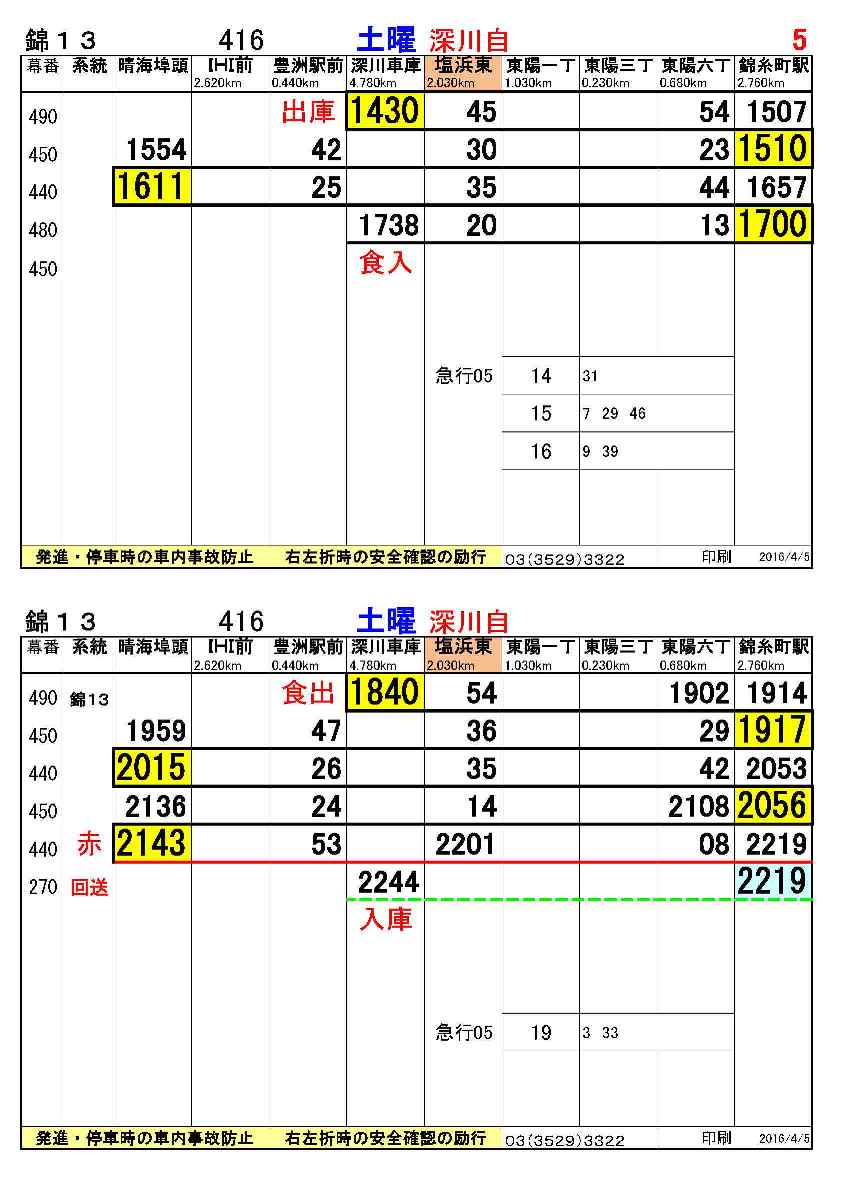 錦１３ 416 土曜 深川自 5
幕番 系統 晴海埠頭 IHI前 豊洲駅前 深川車庫 塩浜東 東陽一丁 東陽三丁 東陽六丁 錦糸町駅
2.620km 0.440km 4.780km 2.030km 1.030km 0.230km 0.680km 2.760km
490 出庫 1430 45 54 1507
450 1554 42 30 23 1510
440 1611 25 35 44 1657
480 1738 20 13 1700
450 食入
急行05 14 31
15 7 29 46
16 9 39
発進・停車時の車内事故防止 右左折時の安全確認の励行 03(3529)3322 印刷 2016/4/5
錦１３ 416 土曜 深川自
幕番 系統 晴海埠頭 IHI前 豊洲駅前 深川車庫 塩浜東 東陽一丁 東陽三丁 東陽六丁 錦糸町駅
2.620km 0.440km 4.780km 2.030km 1.030km 0.230km 0.680km 2.760km
490 錦13 食出 1840 54 1902 1914
450 1959 47 36 29 1917
440 2015 26 35 42 2053
450 2136 24 14 2108 2056
440 赤 2143 53 2201 08 2219
270 回送 2244 2219
入庫
急行05 19 3 33
発進・停車時の車内事故防止 右左折時の安全確認の励行 03(3529)3322 印刷 2016/4/5